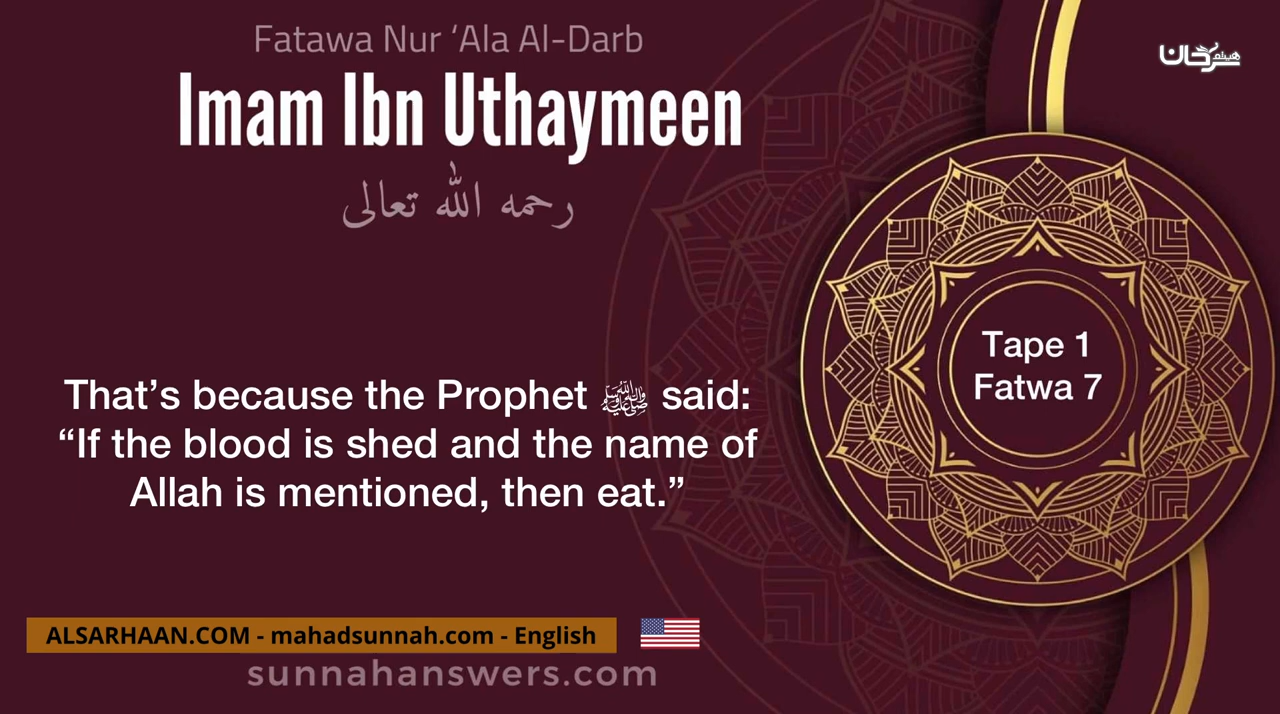 Fatawa Nur ‘Ala Al-Darb
Imam Ibn Uthaymeen
رحمه الله تعالى
هيثم سرحان
Tape 1
Fatwa 7
That’s because the Prophet ﷺ said:
“If the blood is shed and the name of
Allah is mentioned, then eat.”
ALSARHAAN.COM - mahadsunnah.com - English
sunnahanswers.com